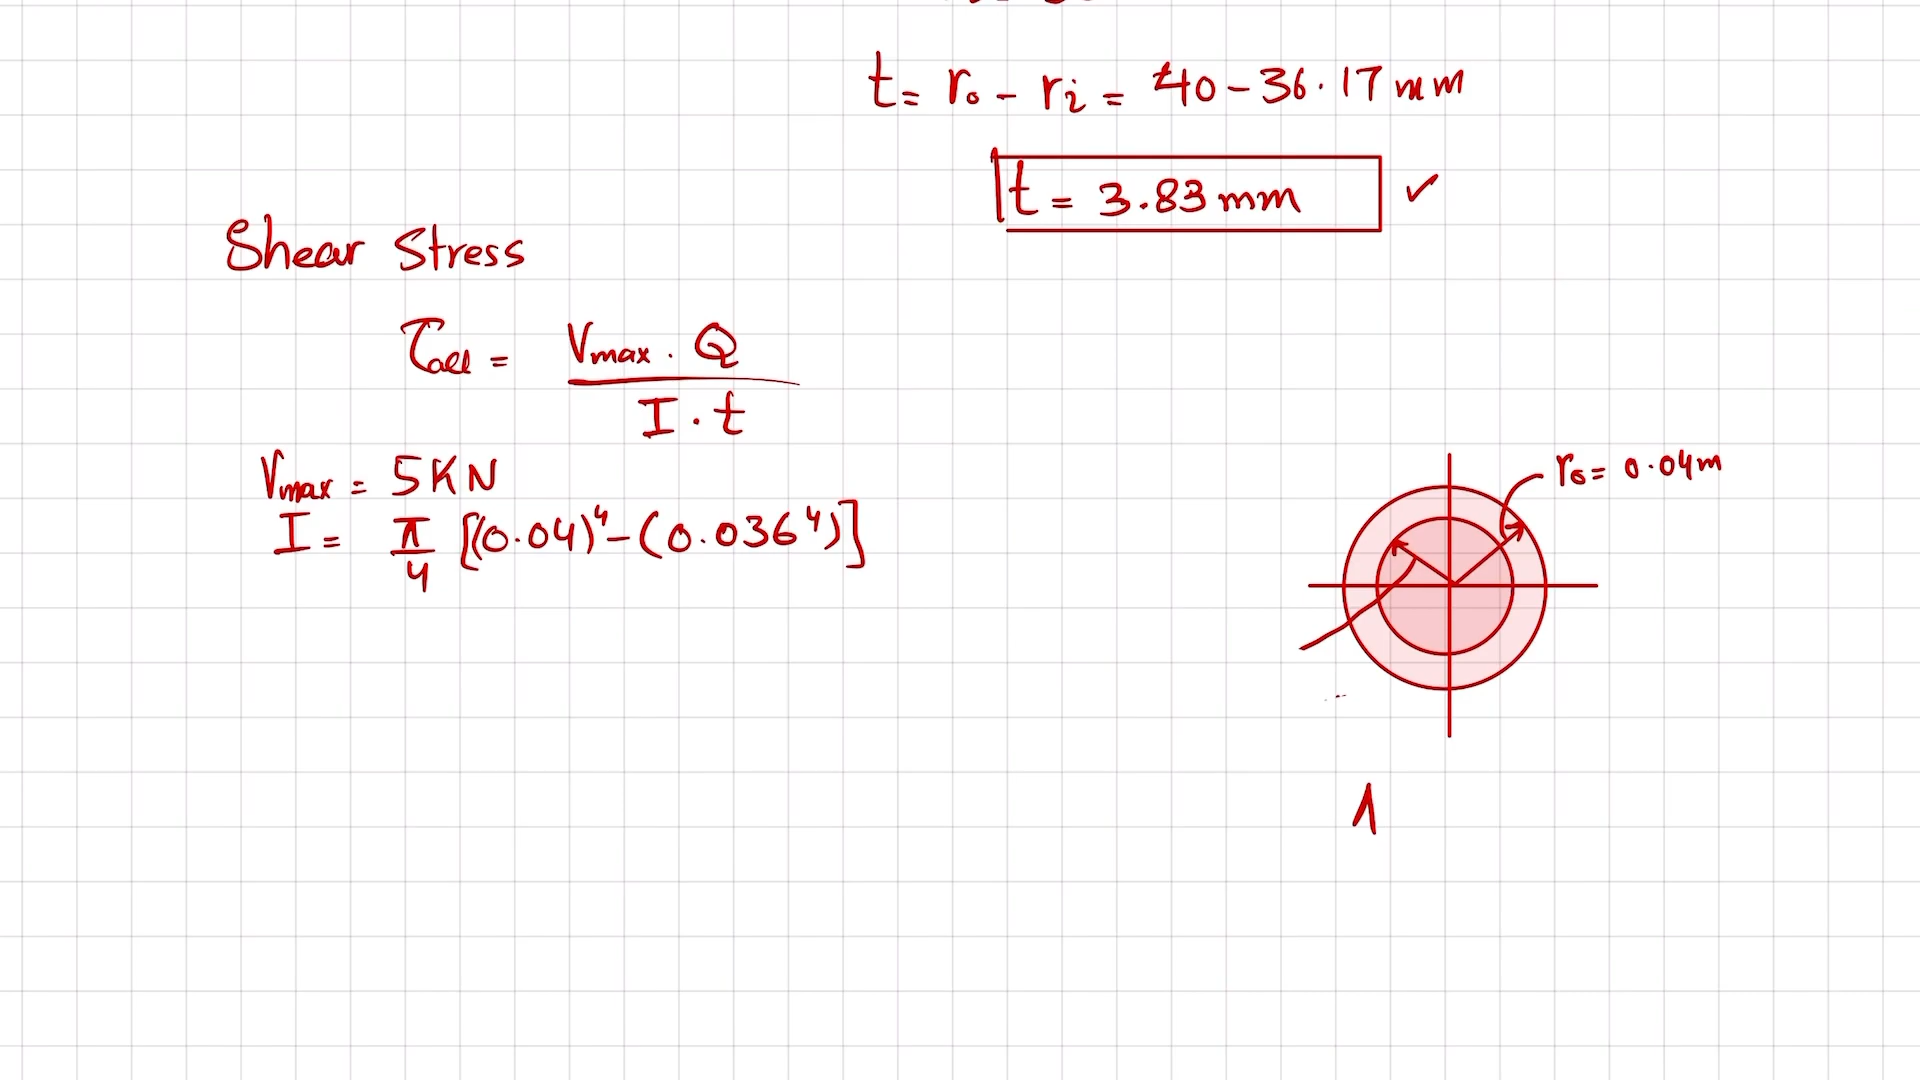 t = r₀ - rᵢ = 40 - 36.17 mm
t = 3.83 mm ✓
Shear Stress
τall = Vmax · Q / I · t
Vmax = 5KN
I = π/4 [(0.04)⁴ - (0.036⁴)]
r₀ = 0.04m